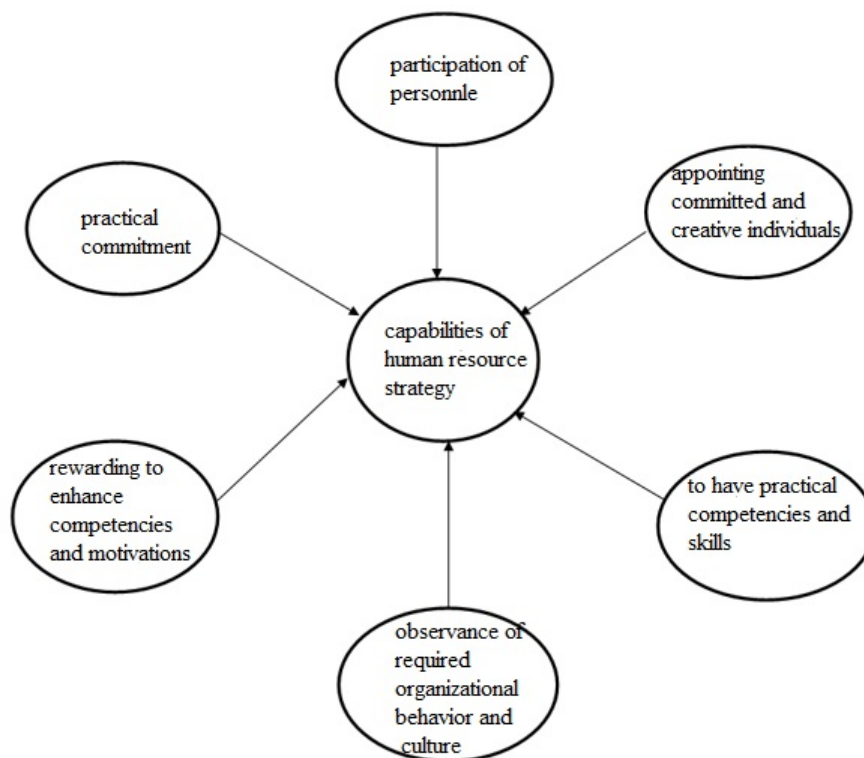 participation of
personnle
appointing
committed and
creative individuals
practical
commitment
capabilities of
human resource
strategy
rewarding to
enhance
competencies
and motivations
to have practical
competencies and
skills
observance of
required
organizational
behavior and
culture